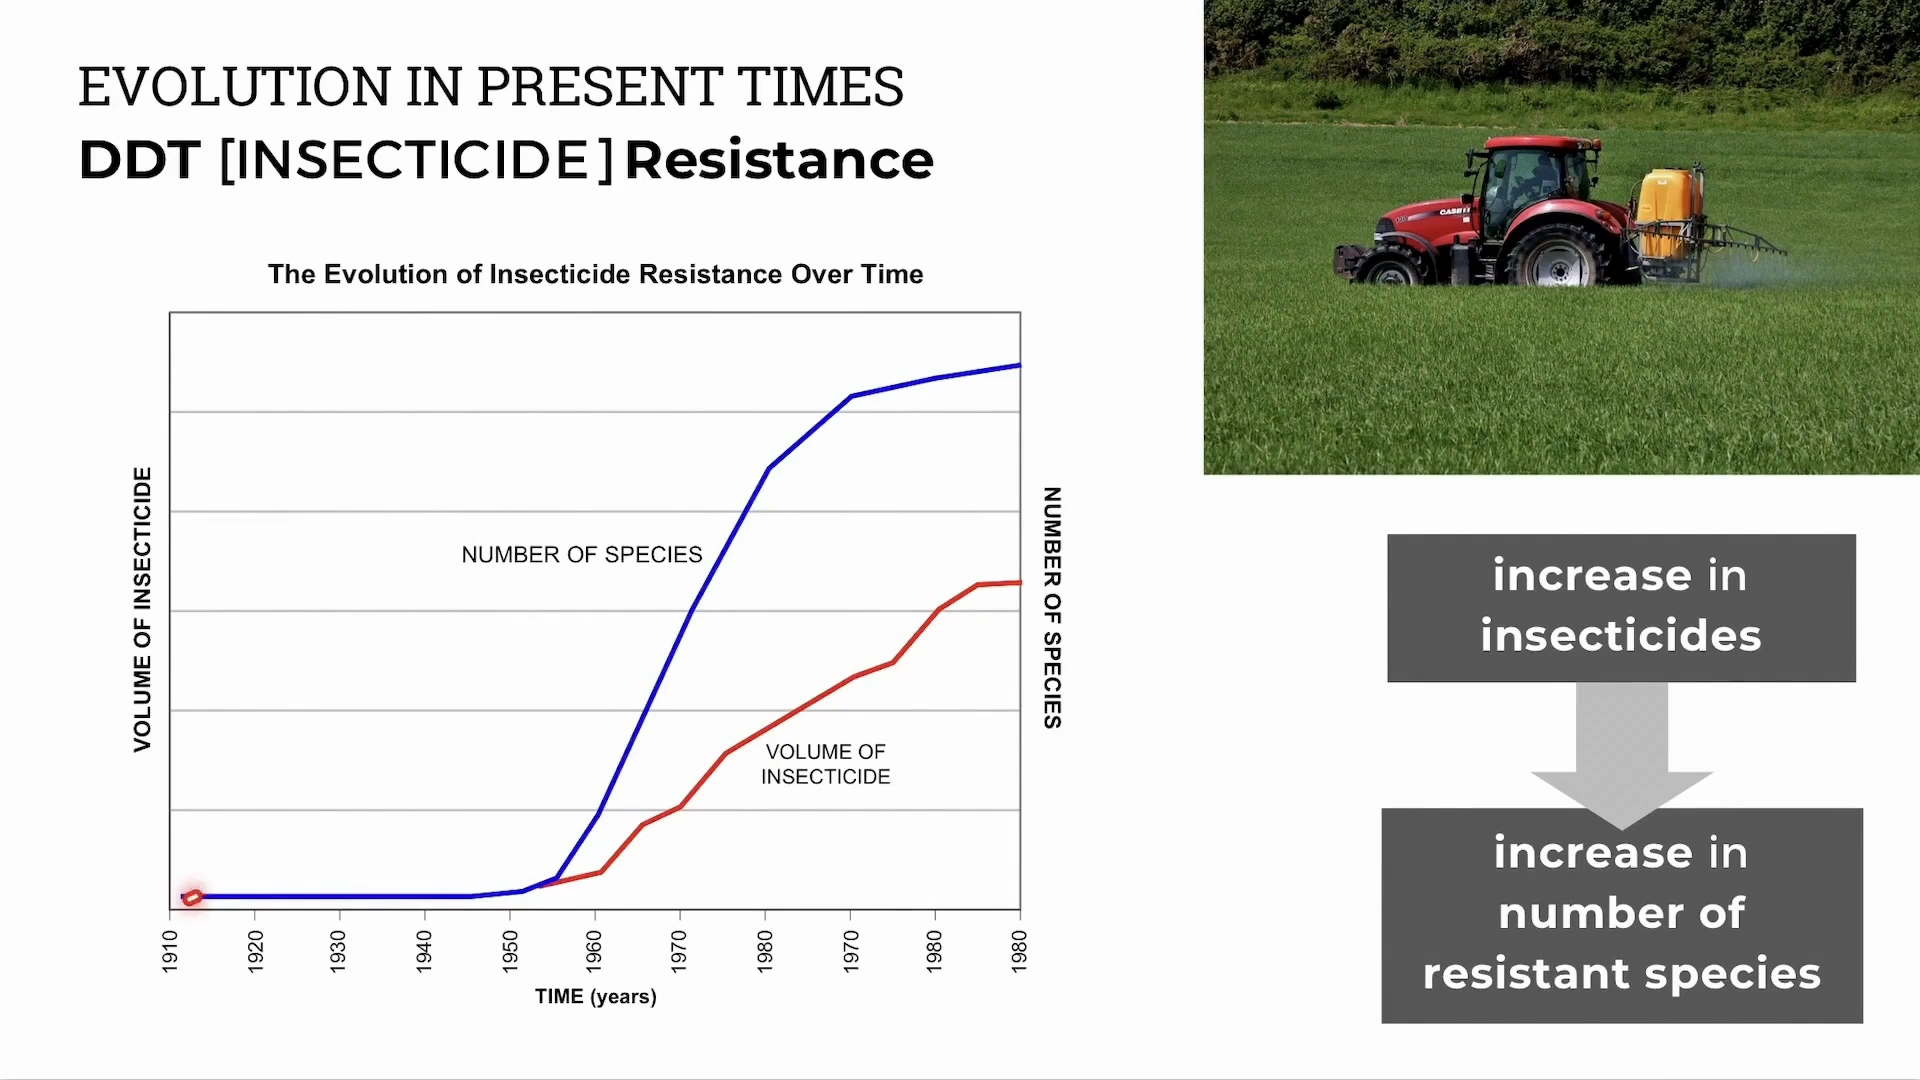 EVOLUTION IN PRESENT TIMES
DDT [INSECTICIDE] Resistance
The Evolution of Insecticide Resistance Over Time
VOLUME OF INSECTICIDE
NUMBER OF SPECIES
VOLUME OF
INSECTICIDE
NUMBER OF SPECIES
1910 1920 1930 1940 1950 1960 1970 1980 1970 1980 1980
TIME (years)
CASE IH
increase in
insecticides
increase in
number of
resistant species